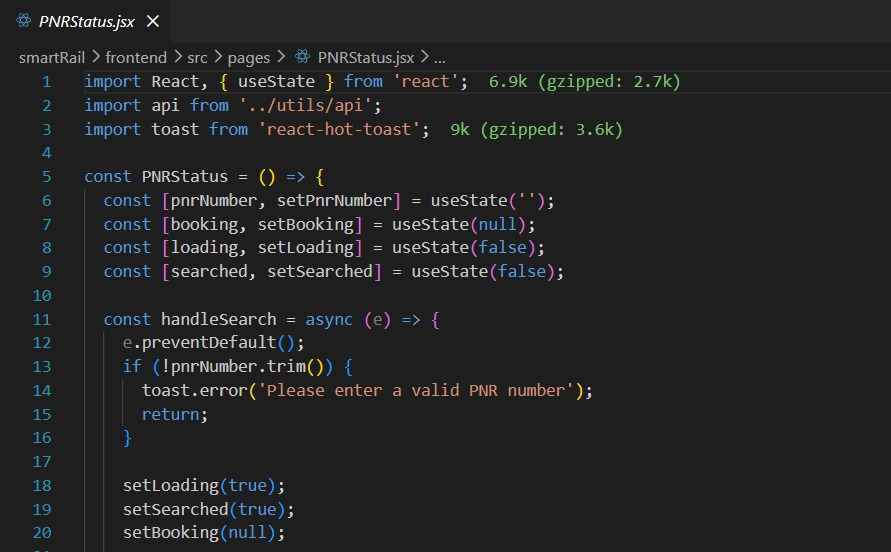 PNRStatus.jsx ×
smartRail > frontend > src > pages > PNRStatus.jsx > ...
1 import React, { useState } from 'react'; 6.9k (gzipped: 2.7k)
2 import api from '../utils/api';
3 import toast from 'react-hot-toast'; 9k (gzipped: 3.6k)
4
5 const PNRStatus = () => {
6   const [pnrNumber, setPnrNumber] = useState('');
7   const [booking, setBooking] = useState(null);
8   const [loading, setLoading] = useState(false);
9   const [searched, setSearched] = useState(false);
10
11   const handleSearch = async (e) => {
12     e.preventDefault();
13     if (!pnrNumber.trim()) {
14       toast.error('Please enter a valid PNR number');
15       return;
16     }
17
18     setLoading(true);
19     setSearched(true);
20     setBooking(null);